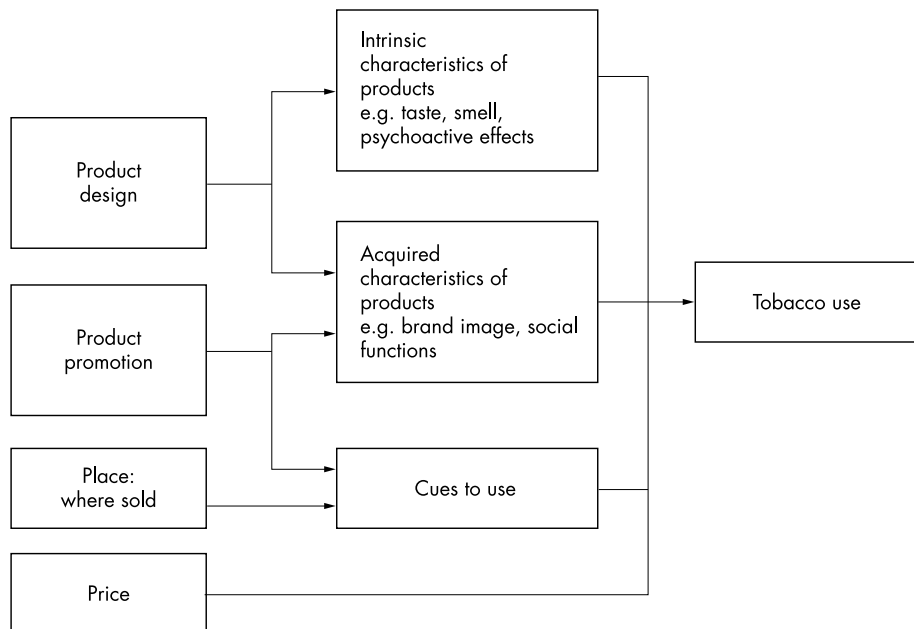 Product
design
Product
promotion
Place:
where sold
Price
Intrinsic
characteristics of
products
e.g. taste, smell,
psychoactive effects
Acquired
characteristics of
products
e.g. brand image, social
functions
Cues to use
Tobacco use